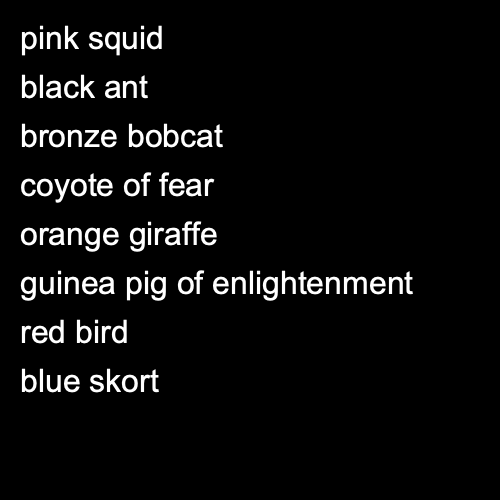 pink squid
black ant
bronze bobcat
coyote of fear
orange giraffe
guinea pig of enlightenment
red bird
blue skort